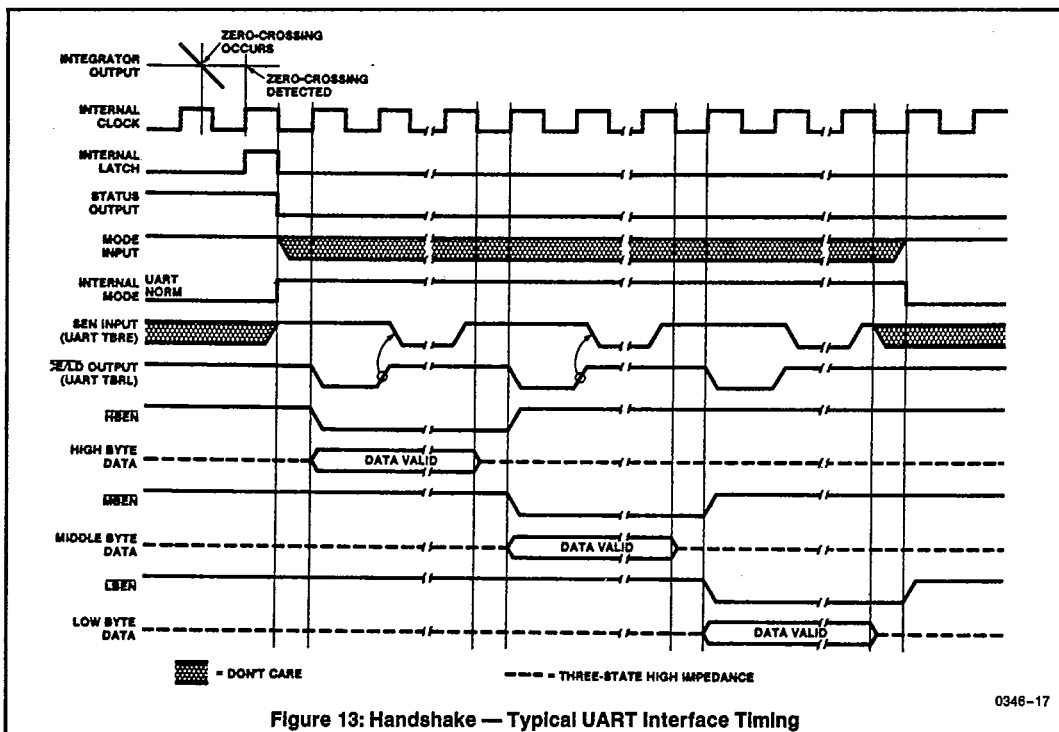 ZERO-CROSSING
OCCURS
INTEGRATOR
OUTPUT
ZERO-CROSSING
DETECTED
INTERNAL
CLOCK
INTERNAL
LATCH
STATUS
OUTPUT
MODE
INPUT
INTERNAL UART
MODE NORM
SEN INPUT
(UART TBRE)
CE/LD OUTPUT
(UART TBRL)
HBEN
HIGH BYTE
DATA
DATA VALID
MBEN
MIDDLE BYTE
DATA
DATA VALID
LBEN
LOW BYTE
DATA
DATA VALID
= DON'T CARE
= THREE-STATE HIGH IMPEDANCE
0346-17
Figure 13: Handshake — Typical UART Interface Timing